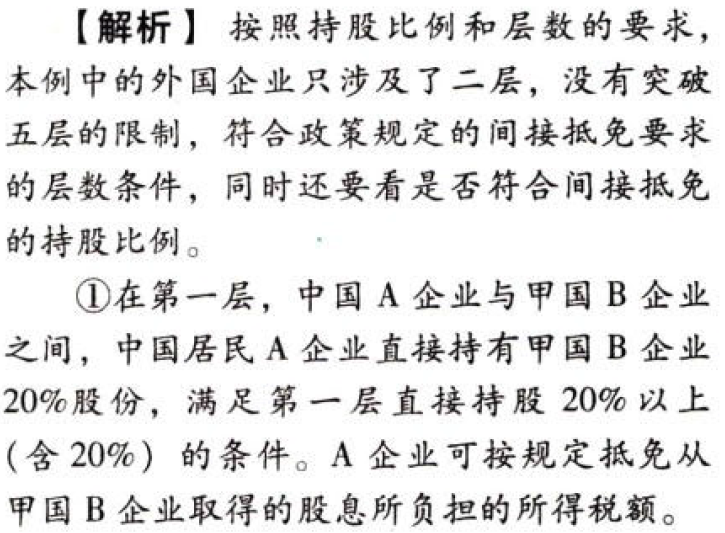 【解析】 按照持股比例和层数的要求，
本例中的外国企业只涉及了二层，没有突破
五层的限制，符合政策规定的间接抵免要求
的层数条件，同时还要看是否符合间接抵免
的持股比例。
①在第一层，中国 A 企业与甲国 B 企业
之间，中国居民 A 企业直接持有甲国 B 企业
20%股份，满足第一层直接持股 20% 以上
(含 20%) 的条件。A 企业可按规定抵免从
甲国 B 企业取得的股息所负担的所得税额。